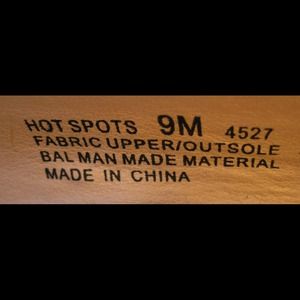 HOT SPOTS 9M 4527
FABRIC UPPER/OUTSOLE
BAL MAN MADE MATERIAL
MADE IN CHINA